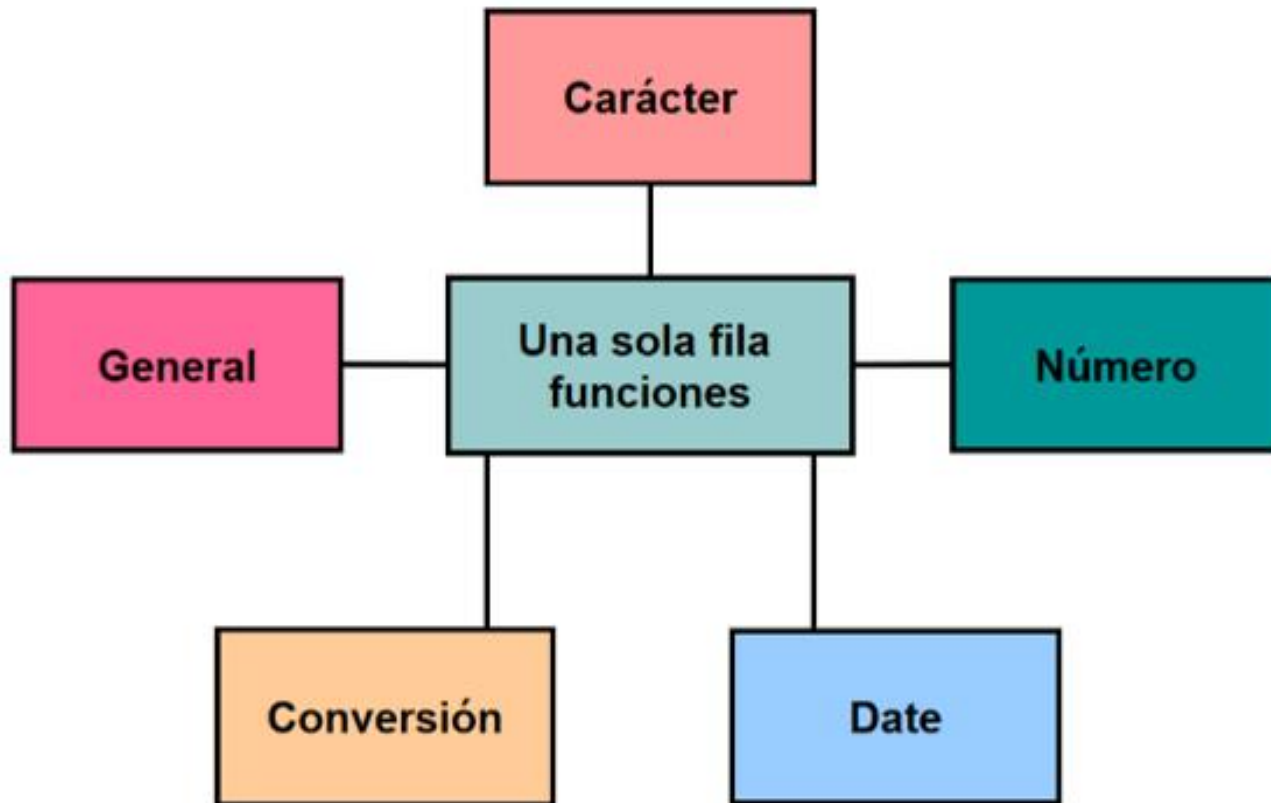 Carácter
General
Una sola fila
funciones
Número
Conversión
Date